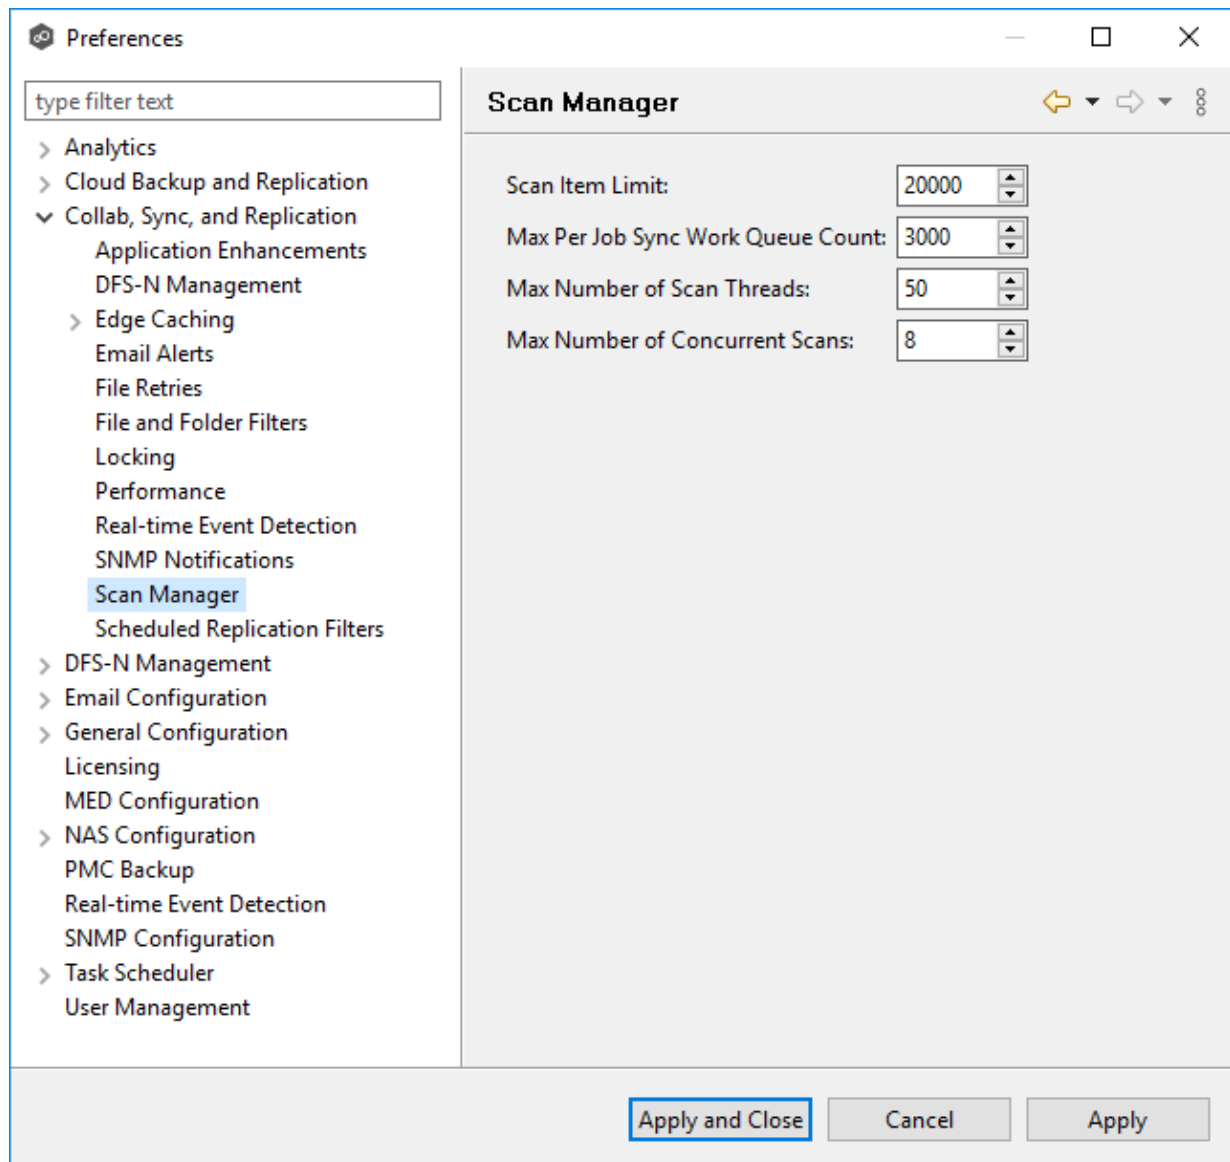 Preferences
type filter text
Analytics
Cloud Backup and Replication
Collab, Sync, and Replication
Application Enhancements
DFS-N Management
Edge Caching
Email Alerts
File Retries
File and Folder Filters
Locking
Performance
Real-time Event Detection
SNMP Notifications
Scan Manager
Scheduled Replication Filters
DFS-N Management
Email Configuration
General Configuration
Licensing
MED Configuration
NAS Configuration
PMC Backup
Real-time Event Detection
SNMP Configuration
Task Scheduler
User Management
Scan Manager
Scan Item Limit: 20000
Max Per Job Sync Work Queue Count: 3000
Max Number of Scan Threads: 50
Max Number of Concurrent Scans: 8
Apply and Close Cancel Apply